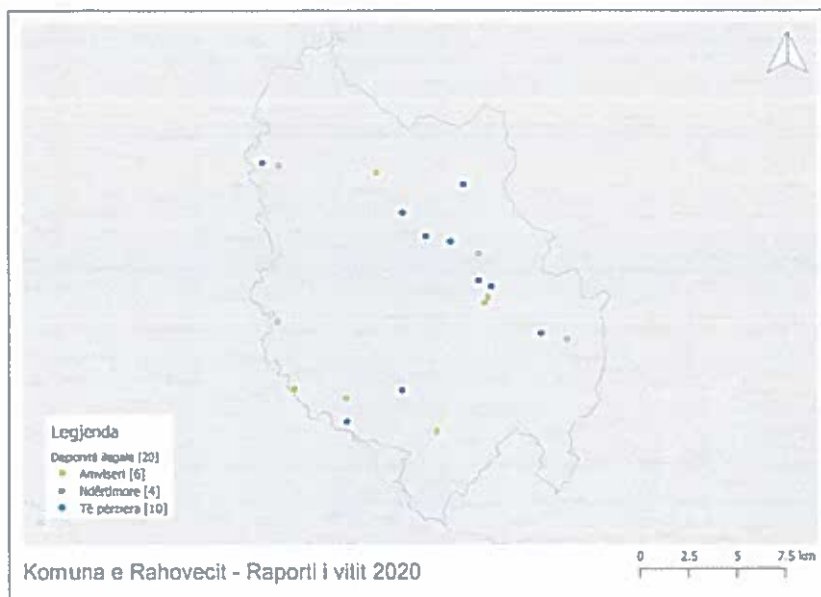 Legjenda
Deponitë ilegale [20]
Amviseri [6]
Ndërtimore [4]
Të përziera [10]
Komuna e Rahovecit - Raporti i vitit 2020
0 2.5 5 7.5 km